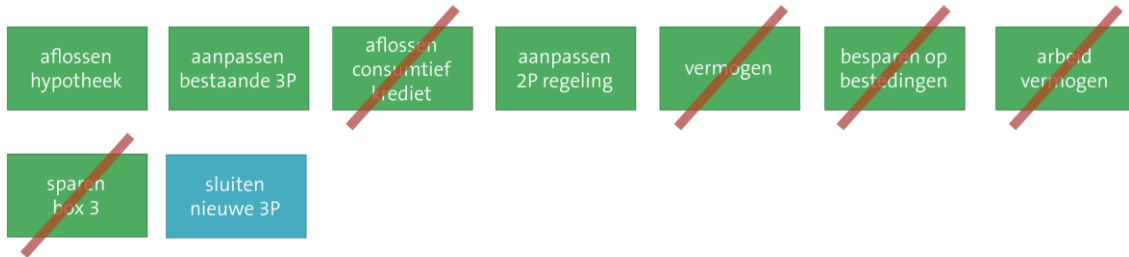 aflossen
hypotheek
aanpassen
bestaande 3P
aflossen
consumtief
krediet
aanpassen
2P regeling
vermogen
besparen op
bestedingen
arbeid
vermogen
sparen
box 3
sluiten
nieuwe 3P